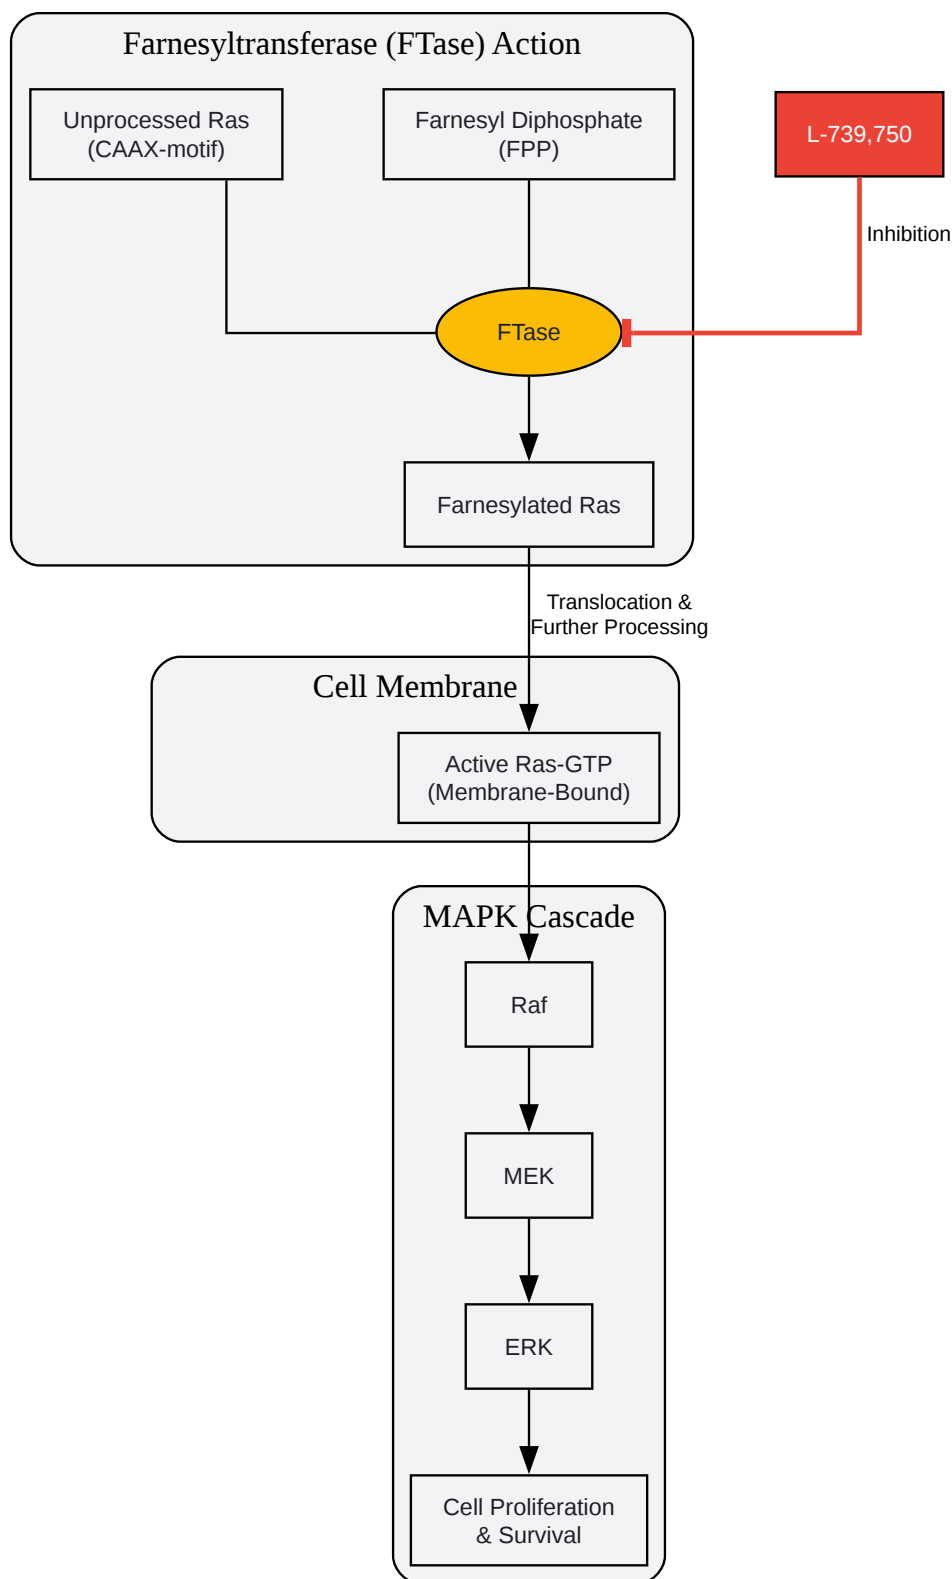 Farnesyltransferase (FTase) Action
Unprocessed Ras
(CAAX-motif)
Farnesyl Diphosphate
(FPP)
L-739,750
Inhibition
FTase
Farnesylated Ras
Translocation &
Further Processing
Cell Membrane
Active Ras-GTP
(Membrane-Bound)
MAPK Cascade
Raf
MEK
ERK
Cell Proliferation
& Survival